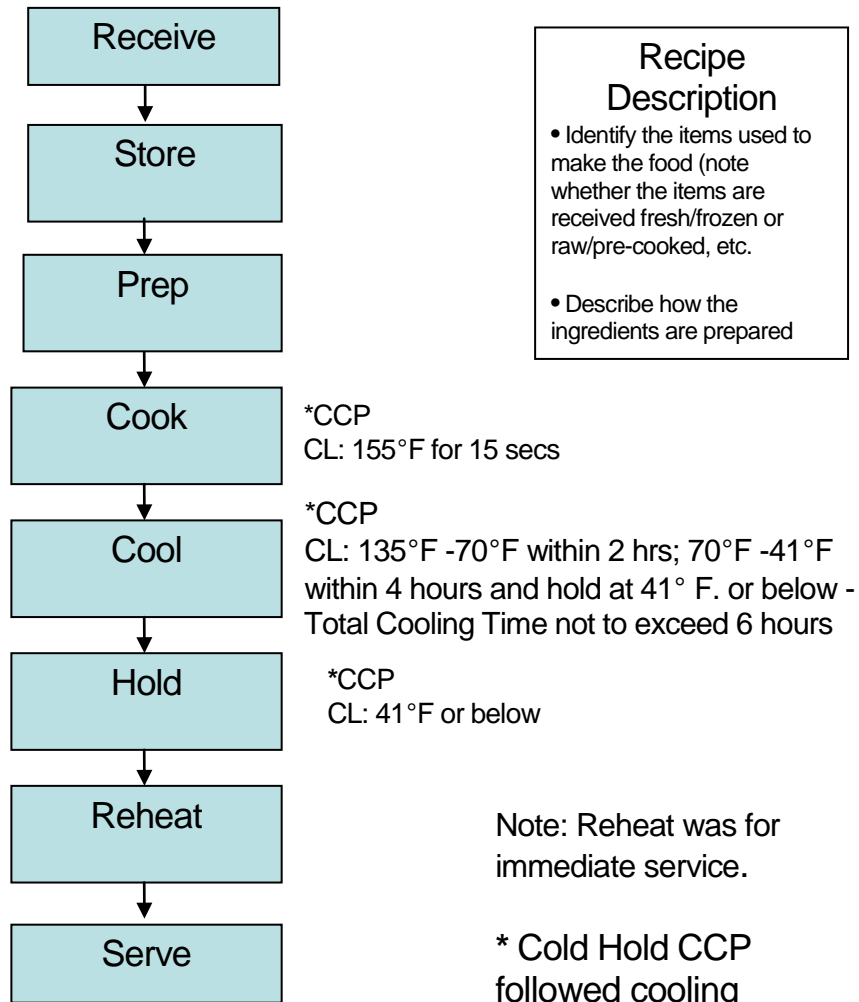 Receive
Recipe
Description
• Identify the items used to
make the food (note
whether the items are
received fresh/frozen or
raw/pre-cooked, etc.
• Describe how the
ingredients are prepared
Store
Prep
Cook
*CCP
CL: 155°F for 15 secs
Cool
*CCP
CL: 135°F -70°F within 2 hrs; 70°F -41°F
within 4 hours and hold at 41° F. or below -
Total Cooling Time not to exceed 6 hours
Hold
*CCP
CL: 41°F or below
Reheat
Note: Reheat was for
immediate service.
Serve
* Cold Hold CCP
followed cooling